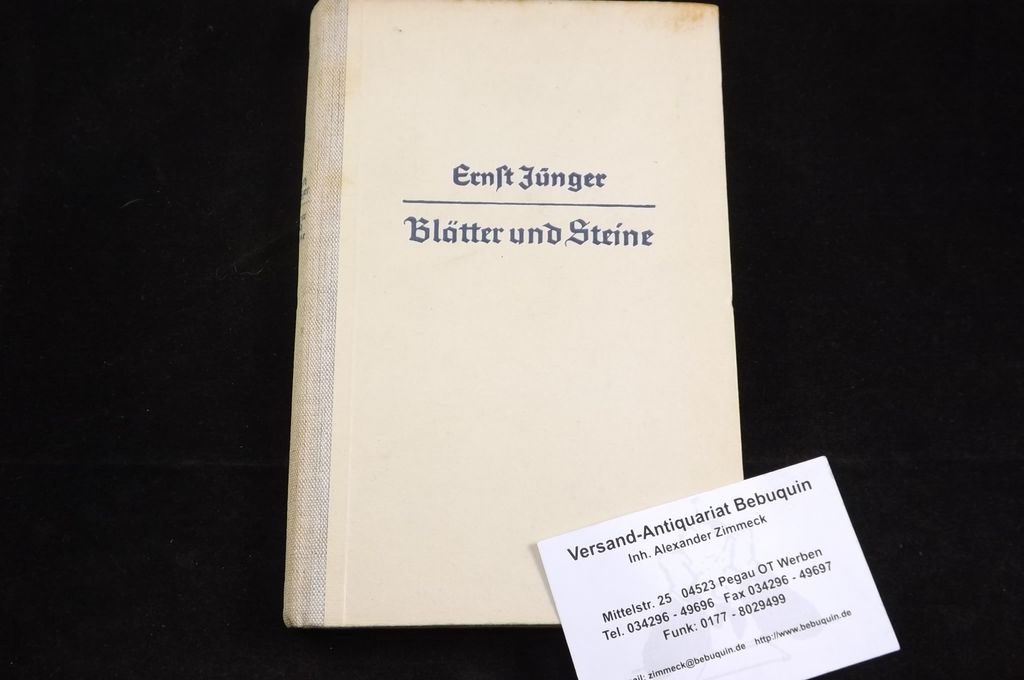 Ernst Jünger
Blätter und Steine
Versand-Antiquariat Bebuquin
Inh. Alexander Zimmeck
Mittelstr. 25 04523 Pegau OT Werben
Tel. 034296 - 49696 Fax 034296 - 49697
Funk: 0177 - 8029499
zimmeck@bebuquin.de http://www.bebuquin.de